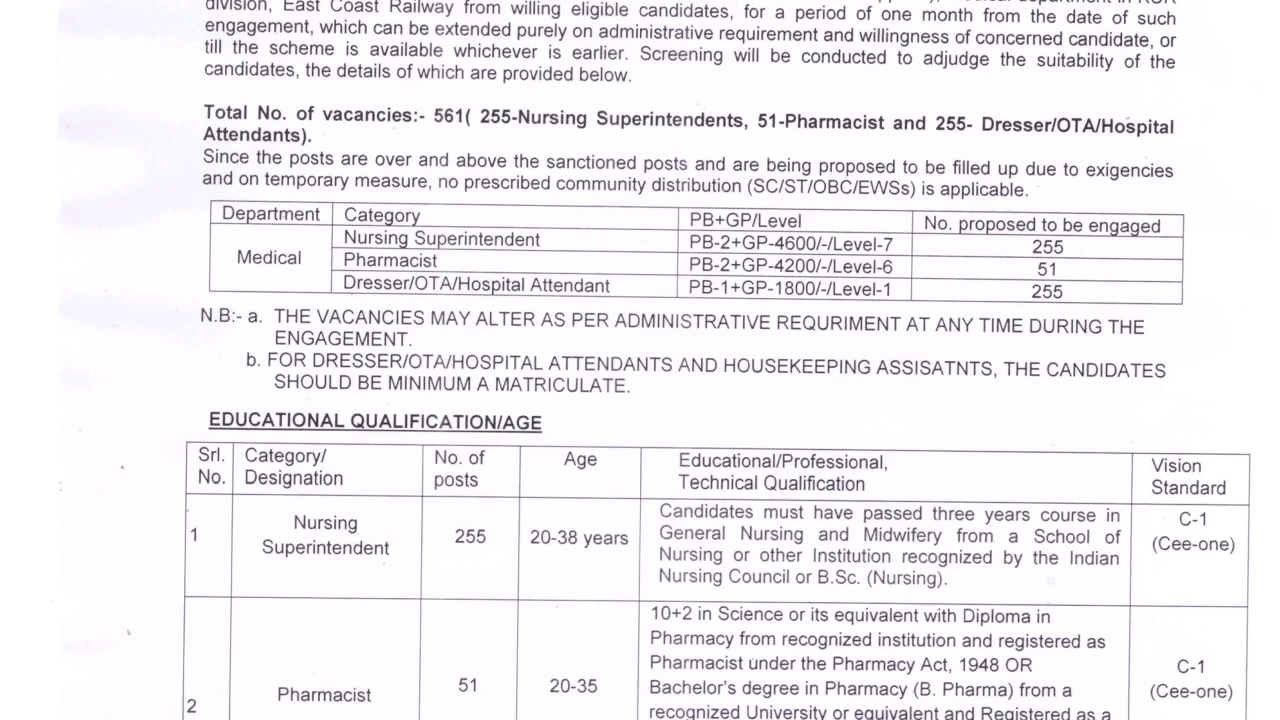 division, East Coast Railway from willing eligible candidates, for a period of one month from the date of such
engagement, which can be extended purely on administrative requirement and willingness of concerned candidate, or
till the scheme is available whichever is earlier. Screening will be conducted to adjudge the suitability of the
candidates, the details of which are provided below.
Total No. of vacancies:- 561( 255-Nursing Superintendents, 51-Pharmacist and 255- Dresser/OTA/Hospital
Attendants).
Since the posts are over and above the sanctioned posts and are being proposed to be filled up due to exigencies
and on temporary measure, no prescribed community distribution (SC/ST/OBC/EWSs) is applicable.
Department Category PB+GP/Level No. proposed to be engaged
Medical
Nursing Superintendent PB-2+GP-4600/-/Level-7 255
Pharmacist PB-2+GP-4200/-/Level-6 51
Dresser/OTA/Hospital Attendant PB-1+GP-1800/-/Level-1 255
N.B:- a. THE VACANCIES MAY ALTER AS PER ADMINISTRATIVE REQURIMENT AT ANY TIME DURING THE
ENGAGEMENT.
b. FOR DRESSER/OTA/HOSPITAL ATTENDANTS AND HOUSEKEEPING ASSISATNTS, THE CANDIDATES
SHOULD BE MINIMUM A MATRICULATE.
EDUCATIONAL QUALIFICATION/AGE
Srl.
No.
Category/
Designation
No. of
posts
Age
Educational/Professional,
Technical Qualification
Vision
Standard
1
Nursing
Superintendent
255
20-38 years
Candidates must have passed three years course in
General Nursing and Midwifery from a School of
Nursing or other Institution recognized by the Indian
Nursing Council or B.Sc. (Nursing).
C-1
(Cee-one)
2
Pharmacist
51
20-35
10+2 in Science or its equivalent with Diploma in
Pharmacy from recognized institution and registered as
Pharmacist under the Pharmacy Act, 1948 OR
Bachelor's degree in Pharmacy (B. Pharma) from a
recognized University or equivalent and Registered as a
C-1
(Cee-one)